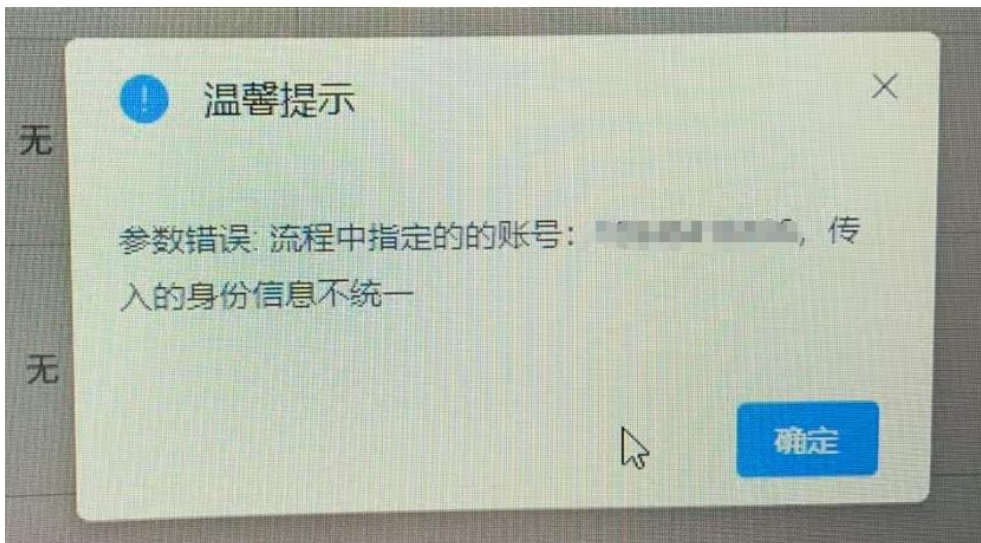 温馨提示
无
参数错误: 流程中指定的的账号: ，传
入的身份信息不统一
无
确定